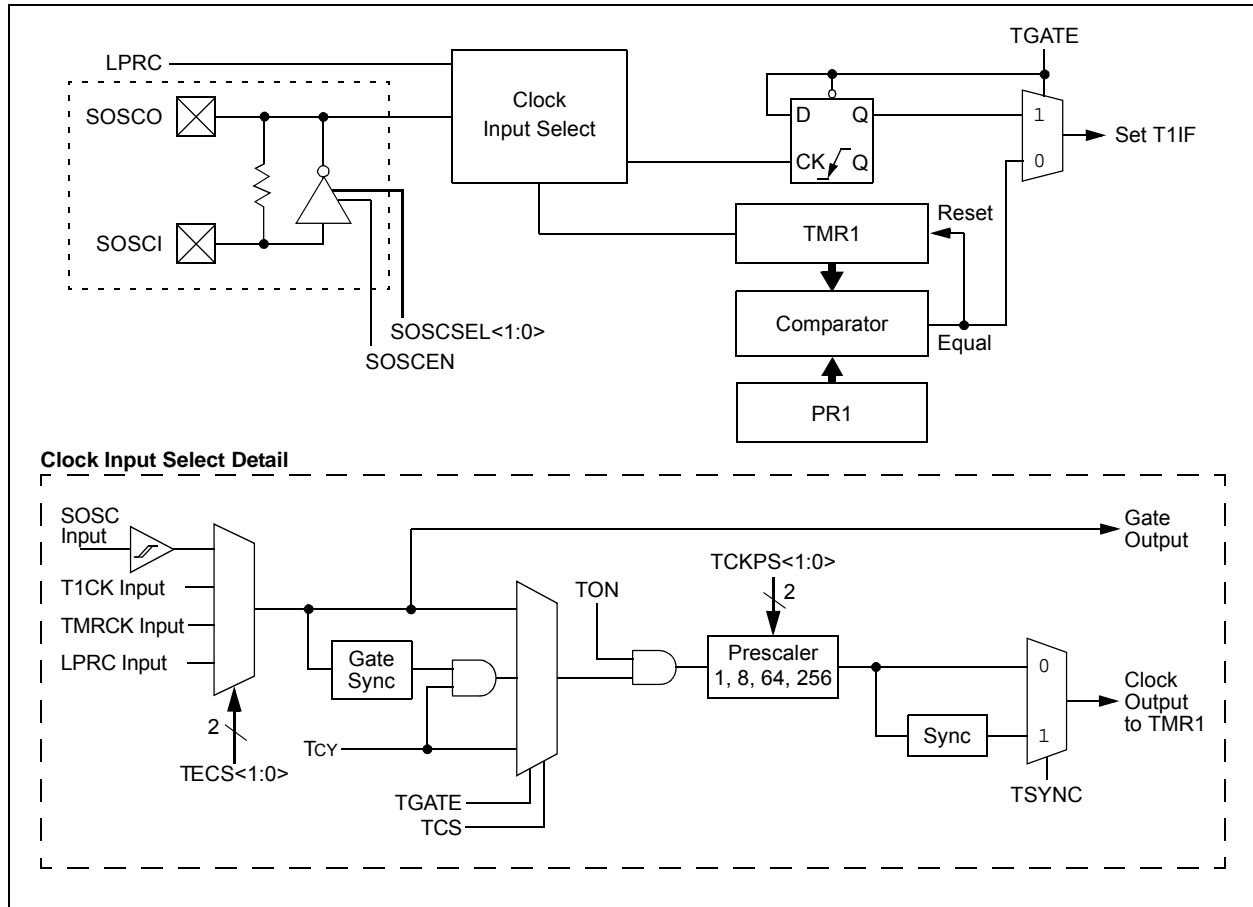 TGATE
LPRC
SOSCO
Clock
Input Select
D Q
CK Q
1
0
Set T1IF
SOSCI
TMR1
Reset
Comparator
Equal
PR1
SOSCSEL<1:0>
SOSCEN
Clock Input Select Detail
SOSC
Input
T1CK Input
TMRCK Input
LPRC Input
2
TECS<1:0>
Gate
Sync
TCY
TGATE
TCS
TON
TCKPS<1:0>
2
Prescaler
1, 8, 64, 256
Sync
0
1
TSYNC
Gate
Output
Clock
Output
to TMR1